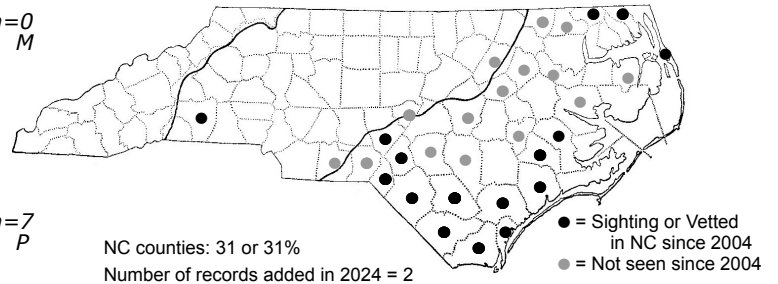 n=0
M
n=7
P
NC counties: 31 or 31%
Number of records added in 2024 = 2
● = Sighting or Vetted
in NC since 2004
● = Not seen since 2004